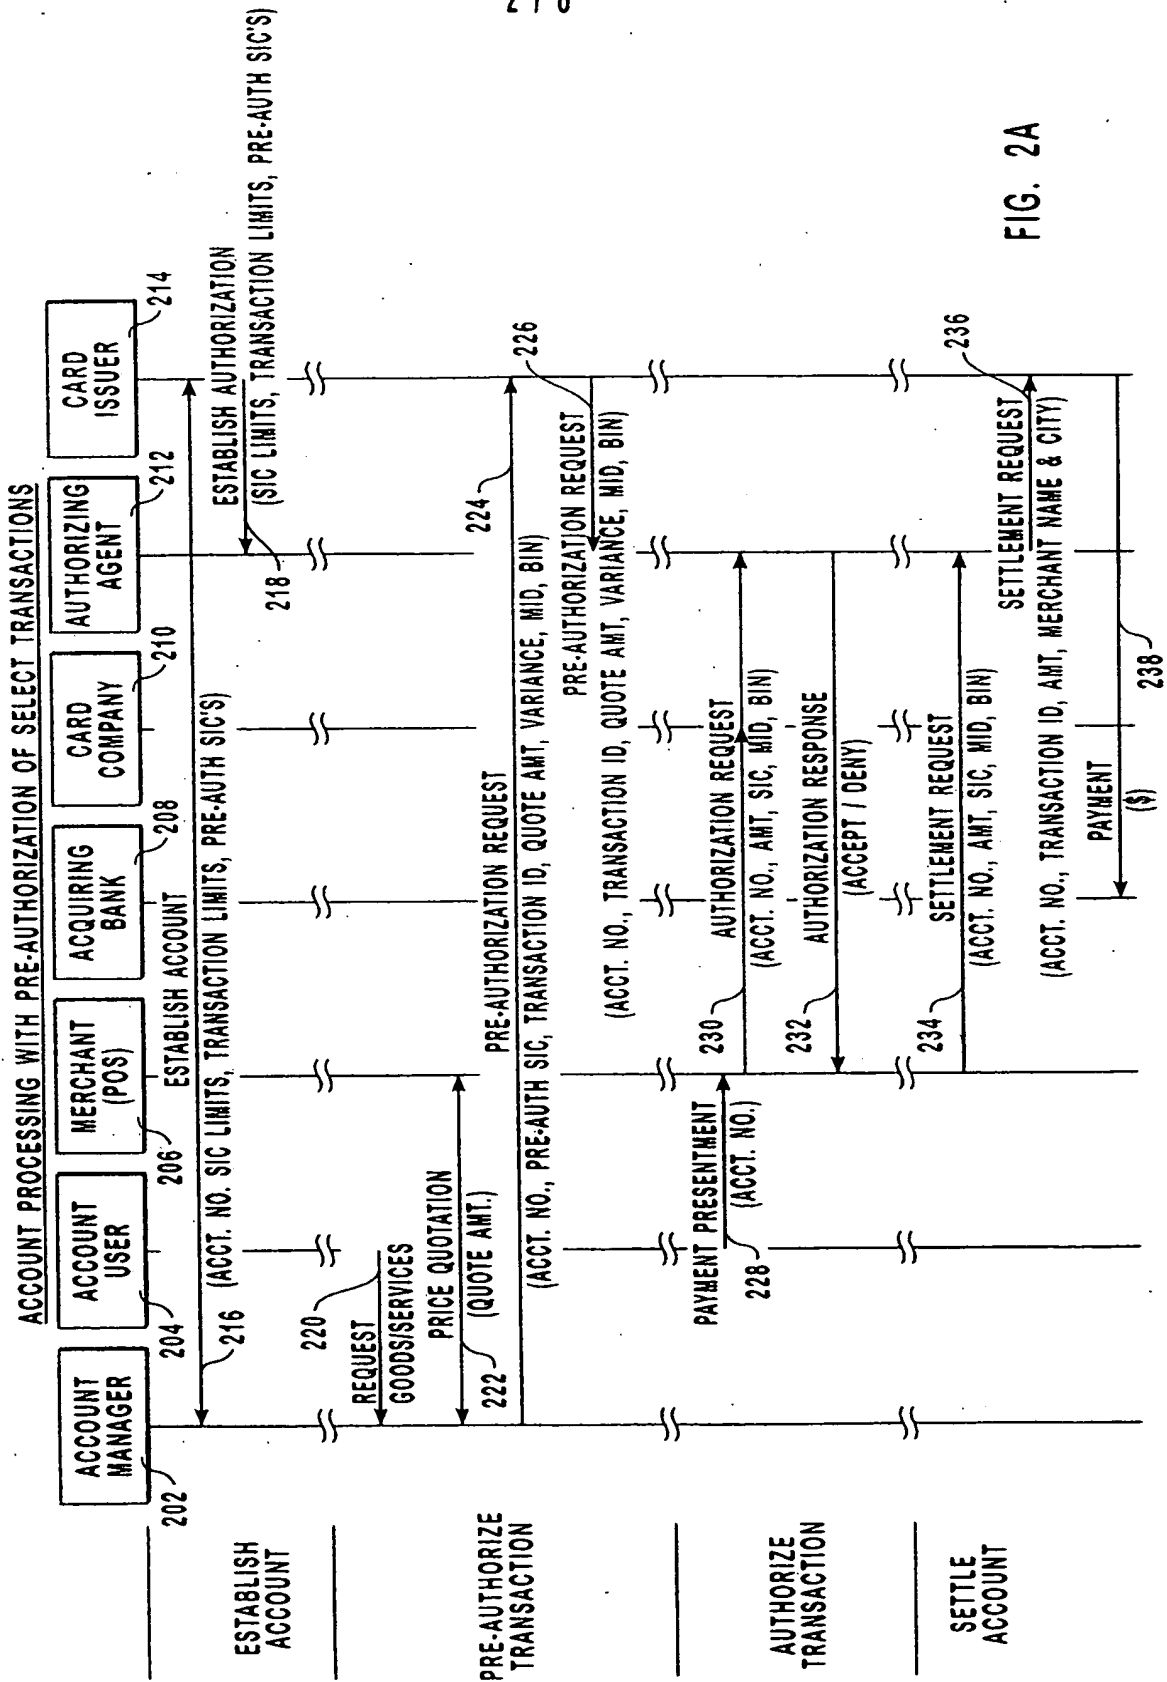 2 / 8
ACCOUNT PROCESSING WITH PRE-AUTHORIZATION OF SELECT TRANSACTIONS
ACCOUNT
MANAGER
202
ACCOUNT
USER
204
MERCHANT
(POS)
206
ACQUIRING
BANK
208
CARD
COMPANY
210
AUTHORIZING
AGENT
212
CARD
ISSUER
214
ESTABLISH
ACCOUNT
ESTABLISH ACCOUNT
216
(ACCT. NO. SIC LIMITS, TRANSACTION LIMITS, PRE-AUTH SIC'S)
ESTABLISH AUTHORIZATION
(SIC LIMITS, TRANSACTION LIMITS, PRE-AUTH SIC'S)
218
PRE-AUTHORIZE
TRANSACTION
220
REQUEST
GOODS/SERVICES
PRICE QUOTATION
(QUOTE AMT.)
222
PRE-AUTHORIZATION REQUEST
224
(ACCT. NO., PRE-AUTH SIC, TRANSACTION ID, QUOTE AMT, VARIANCE, MID, BIN)
226
PRE-AUTHORIZATION REQUEST
(ACCT. NO., TRANSACTION ID, QUOTE AMT, VARIANCE, MID, BIN)
AUTHORIZE
TRANSACTION
PAYMENT PRESENTMENT
(ACCT. NO.)
228
230
AUTHORIZATION REQUEST
(ACCT. NO., AMT, SIC, MID, BIN)
232
AUTHORIZATION RESPONSE
(ACCEPT / DENY)
SETTLE
ACCOUNT
234
SETTLEMENT REQUEST
(ACCT. NO., AMT, SIC, MID, BIN)
236
SETTLEMENT REQUEST
(ACCT. NO., TRANSACTION ID, AMT, MERCHANT NAME & CITY)
PAYMENT
($)
238
FIG. 2A